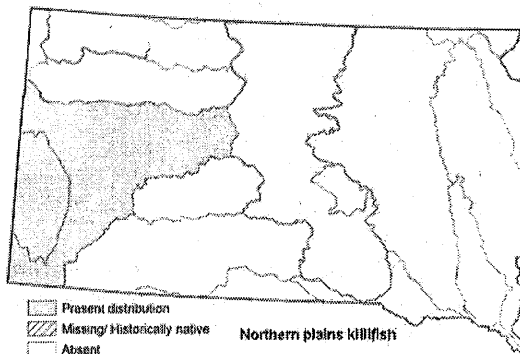 Present distribution
Missing/ Historically native
Northern plains killifish
Absent